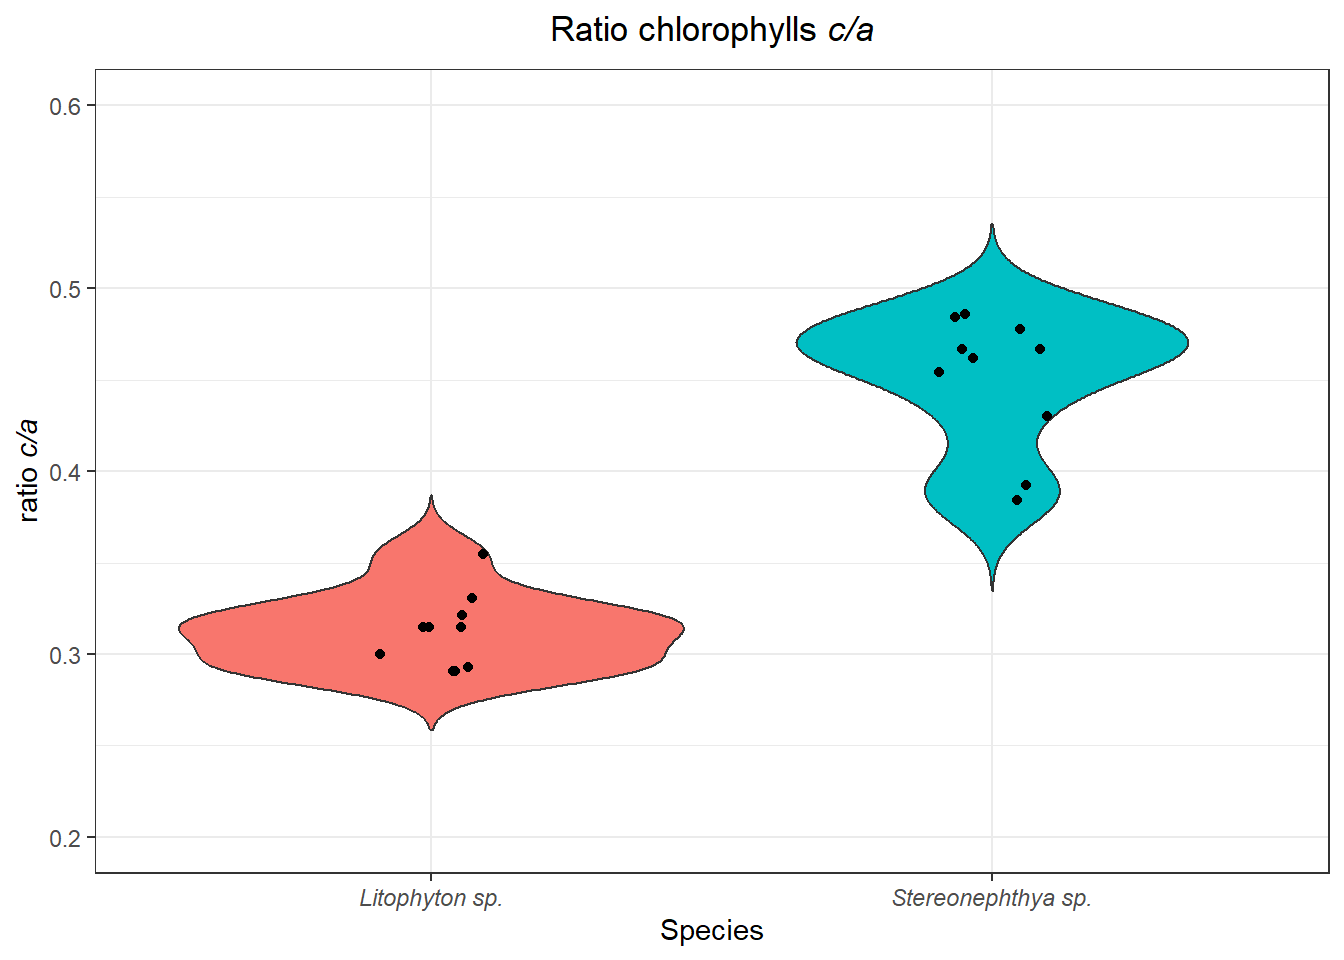 Ratio chlorophylls c/a
0.6
0.5
0.4
0.3
0.2
ratio c/a
Litophyton sp.
Stereonephthya sp.
Species